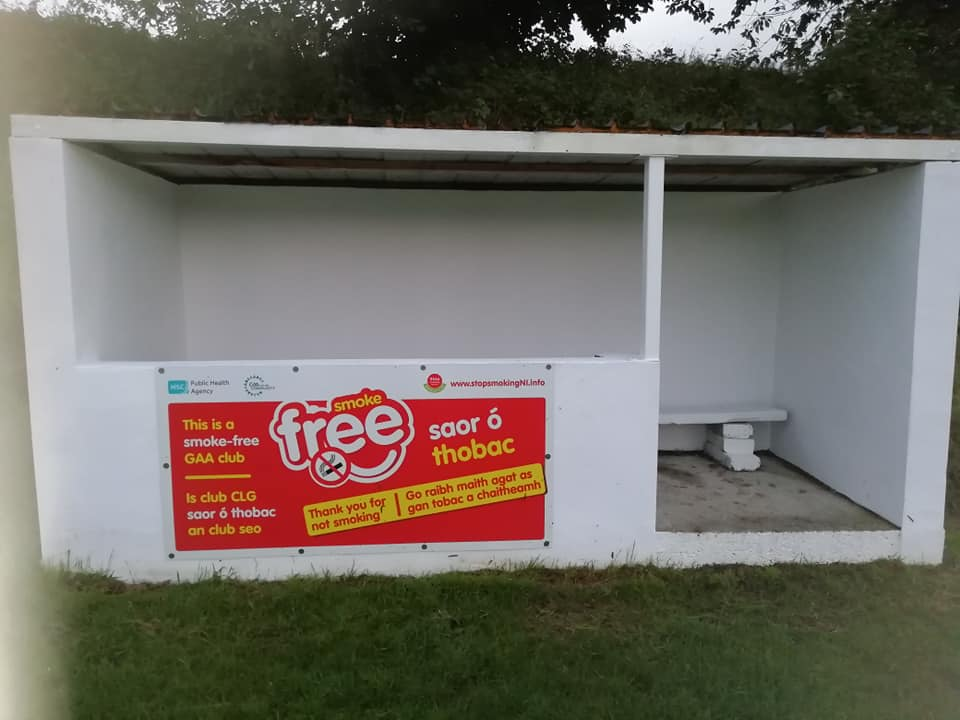 HSC Public Health
Agency
www.stopsmokingNI.info
This is a
smoke-free
GAA club
Is club CLG
saor ó thobac
an club seo
smoke
free
saor ó
thobac
Thank you for
not smoking
Go raibh maith agat as
gan tobac a chaitheamh